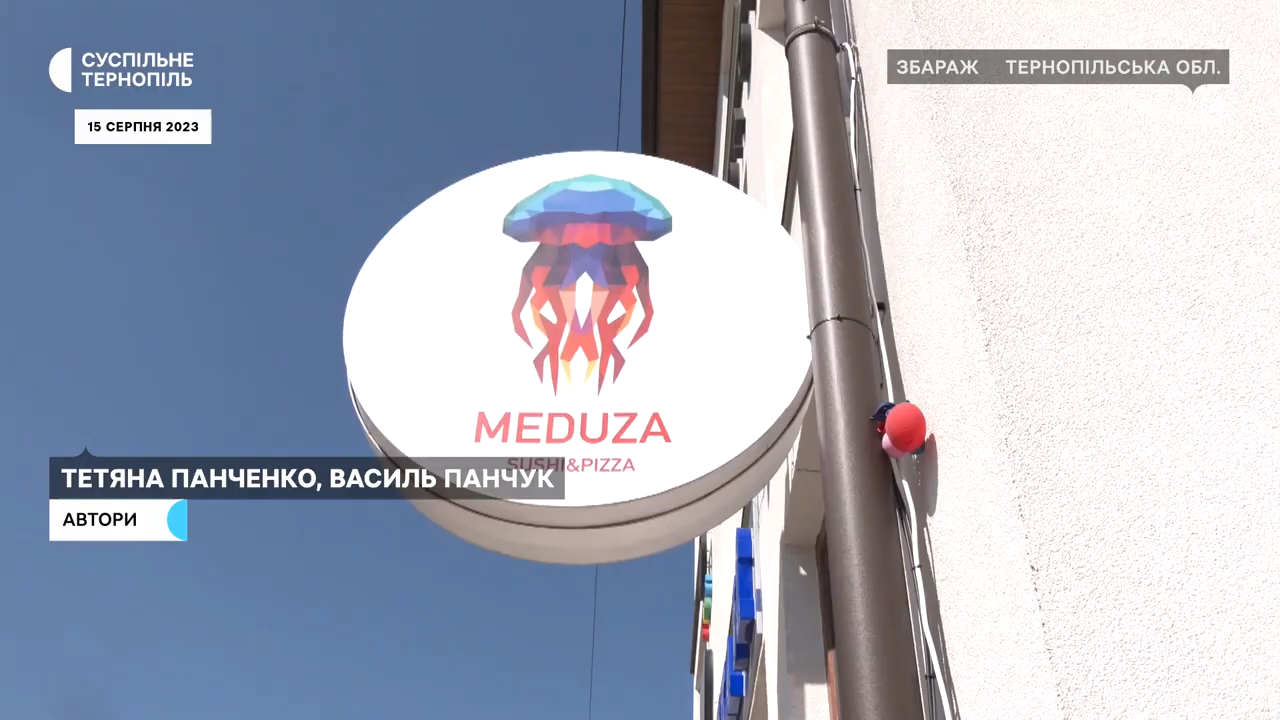 СУСПІЛЬНЕ
ТЕРНОПІЛЬ
15 СЕРПНЯ 2023
ЗБАРАЖ ТЕРНОПІЛЬСЬКА ОБЛ.
MEDUZA
SUSHI&PIZZA
ТЕТЯНА ПАНЧЕНКО, ВАСИЛЬ ПАНЧУК
АВТОРИ